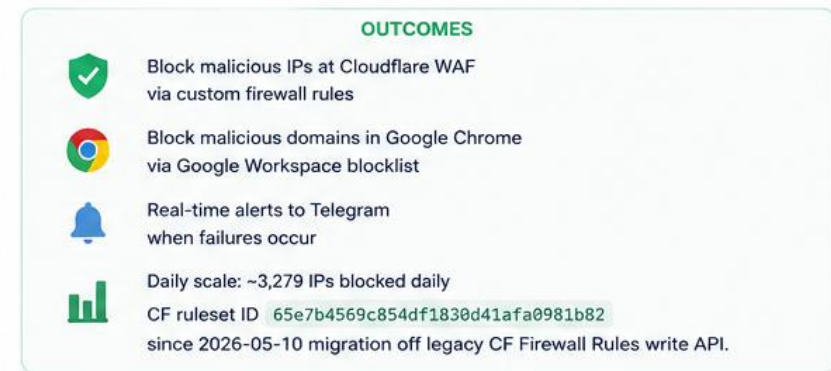 OUTCOMES
Block malicious IPs at Cloudflare WAF
via custom firewall rules
Block malicious domains in Google Chrome
via Google Workspace blocklist
Real-time alerts to Telegram
when failures occur
Daily scale: ~3,279 IPs blocked daily
CF ruleset ID 65e7b4569c854df1830d41afa0981b82
since 2026-05-10 migration off legacy CF Firewall Rules write API.